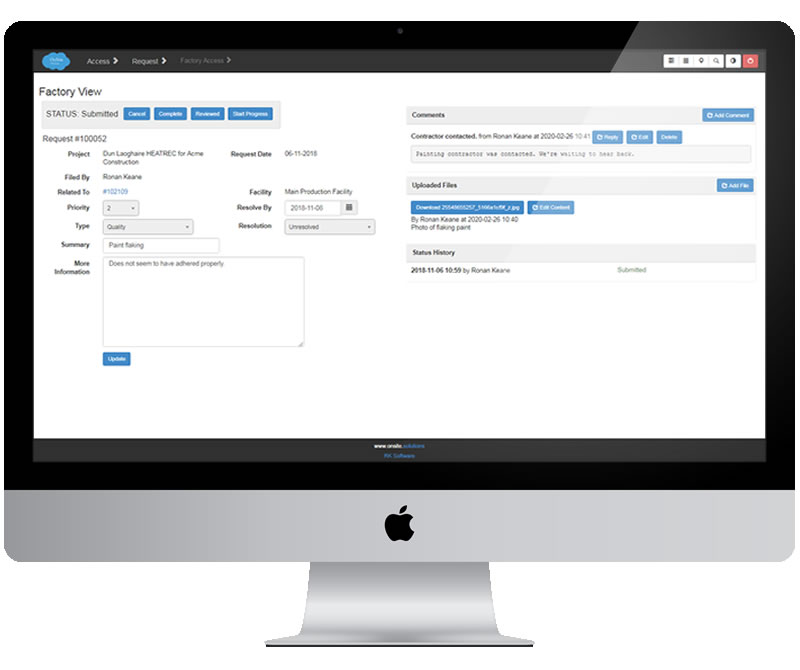 Access
Request
Factory Access
Factory View
STATUS: Submitted
Cancel
Complete
Reviewed
Start Progress
Request #100052
Project
Dun Laoghaire HEATREC for Acme
Construction
Request Date
06-11-2018
Filed By
Ronan Keane
Related To
#102109
Facility
Main Production Facility
Priority
2
Resolve By
2018-11-06
Type
Quality
Resolution
Unresolved
Summary
Paint flaking
More
Information
Does not seem to have adhered properly.
Update
Comments
Add Comment
Contractor contacted. from Ronan Keane at 2020-02-26 10:41
Reply
Edit
Delete
Painting contractor was contacted. We're waiting to hear back.
Uploaded Files
Add File
Download
Edit Content
By Ronan Keane at 2020-02-26 10:40
Photo of flaking paint
Status History
2018-11-06 10:59 by Ronan Keane
Submitted
www.onsite.solutions
RK Software